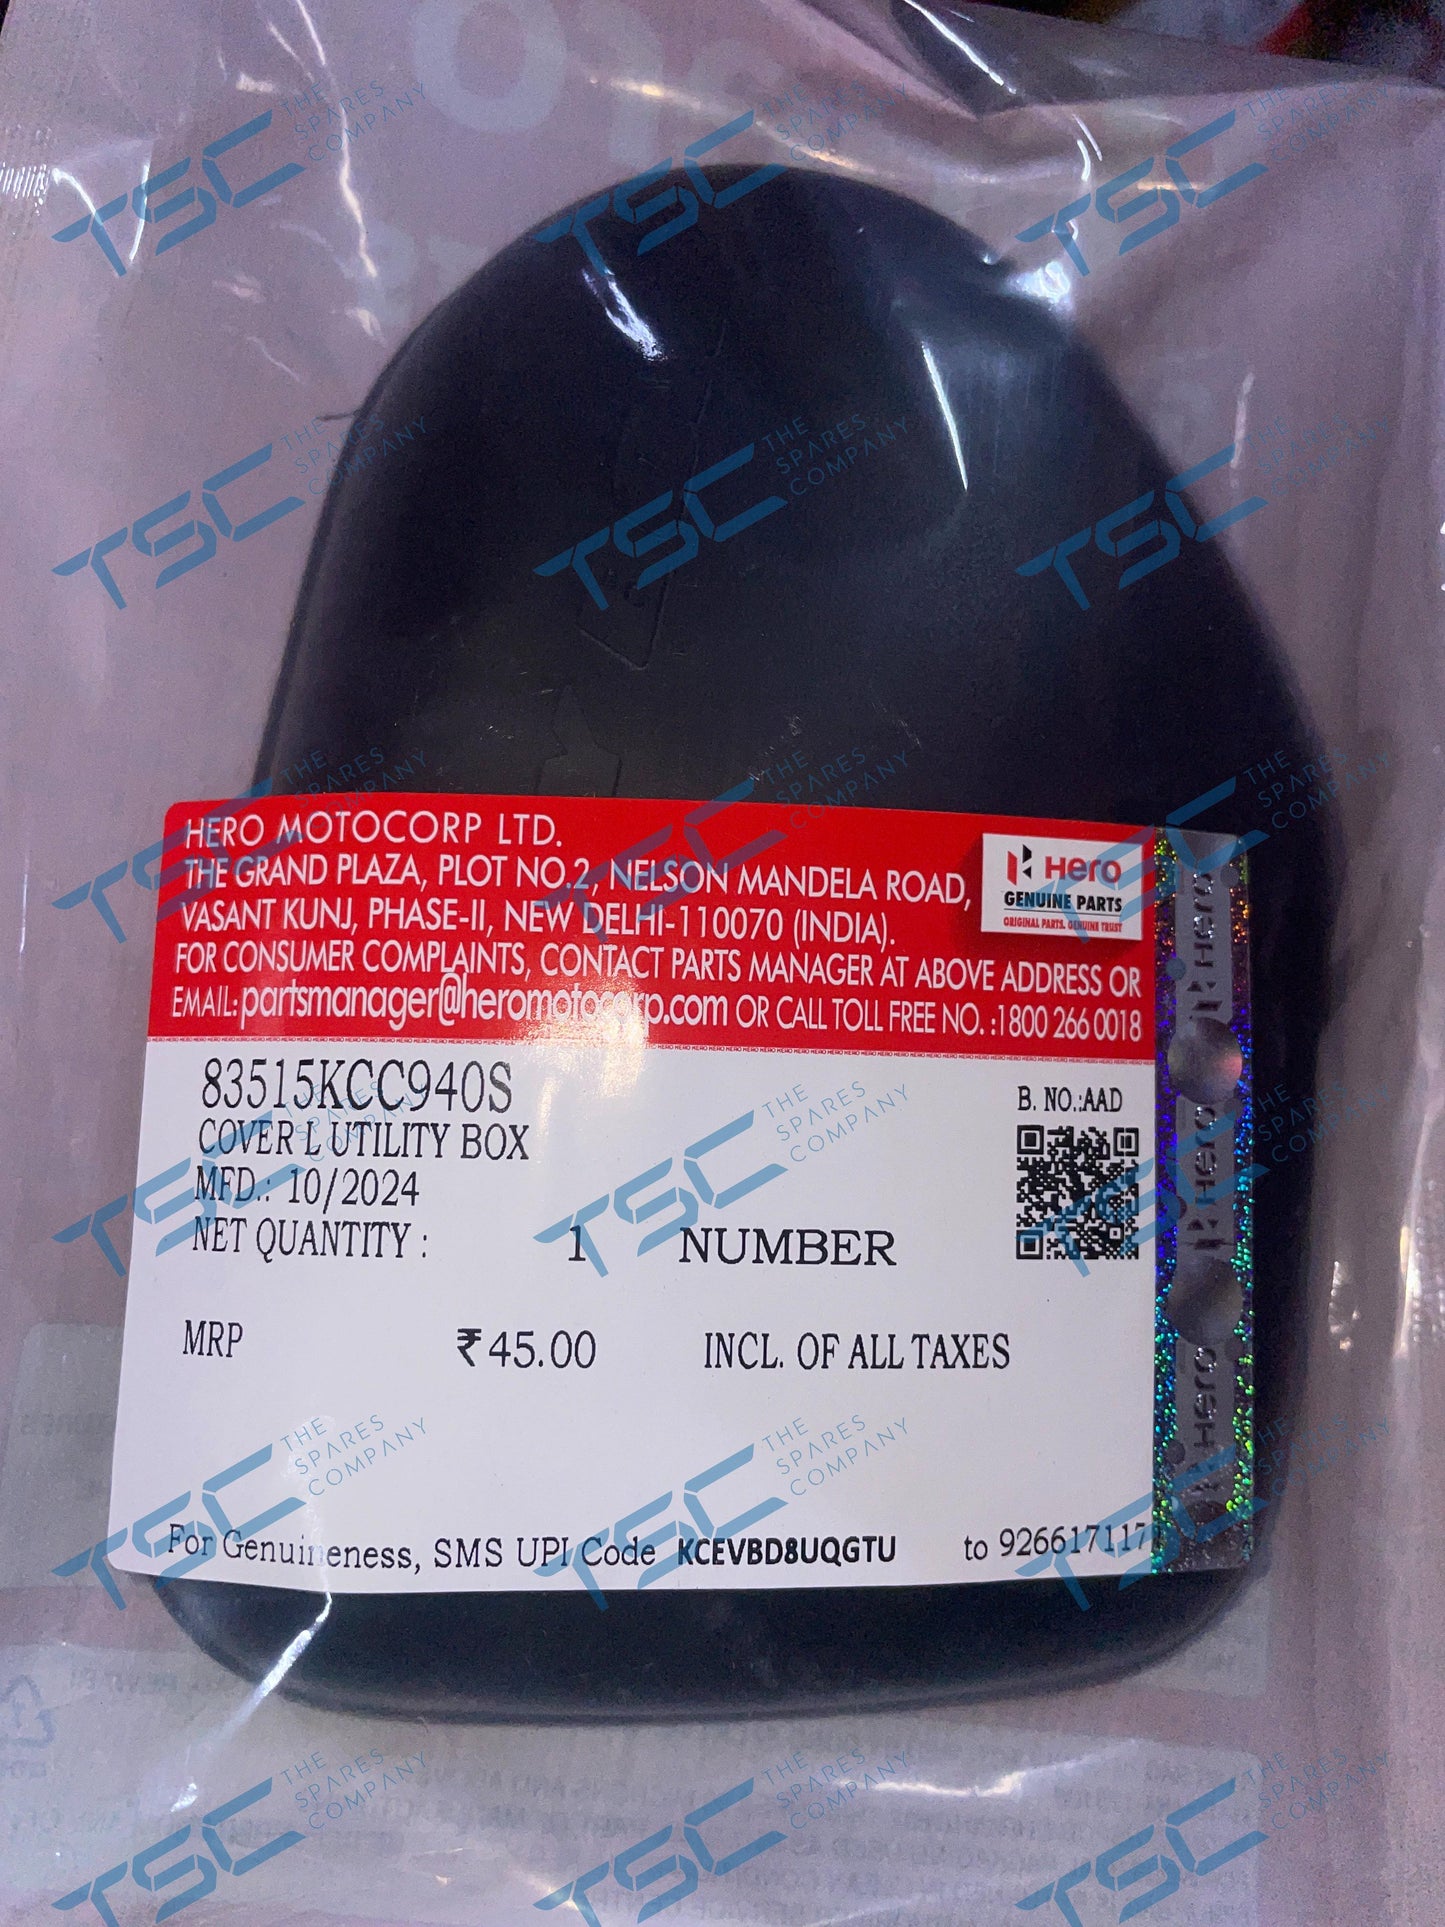 HERO MOTOCORP LTD.
THE GRAND PLAZA, PLOT NO.2, NELSON MANDELA ROAD,
VASANT KUNJ, PHASE-II, NEW DELHI-110070 (INDIA).
FOR CONSUMER COMPLAINTS, CONTACT PARTS MANAGER AT ABOVE ADDRESS OR
EMAIL: partsmanager@heromotocorp.com OR CALL TOLL FREE NO. :1800 266 0018
Hero
GENUINE PARTS
ORIGINAL PARTS. GENUINE TRUST
83515KCC940S
COVER L UTILITY BOX
MFD.: 10/2024
NET QUANTITY : 1 NUMBER
B. NO.:AAD
MRP ₹45.00 INCL. OF ALL TAXES
For Genuineness, SMS UPI Code KCEVBD8UQGTU to 926617117
Hero
Hero
Hero
TSC THE SPARES COMPANY